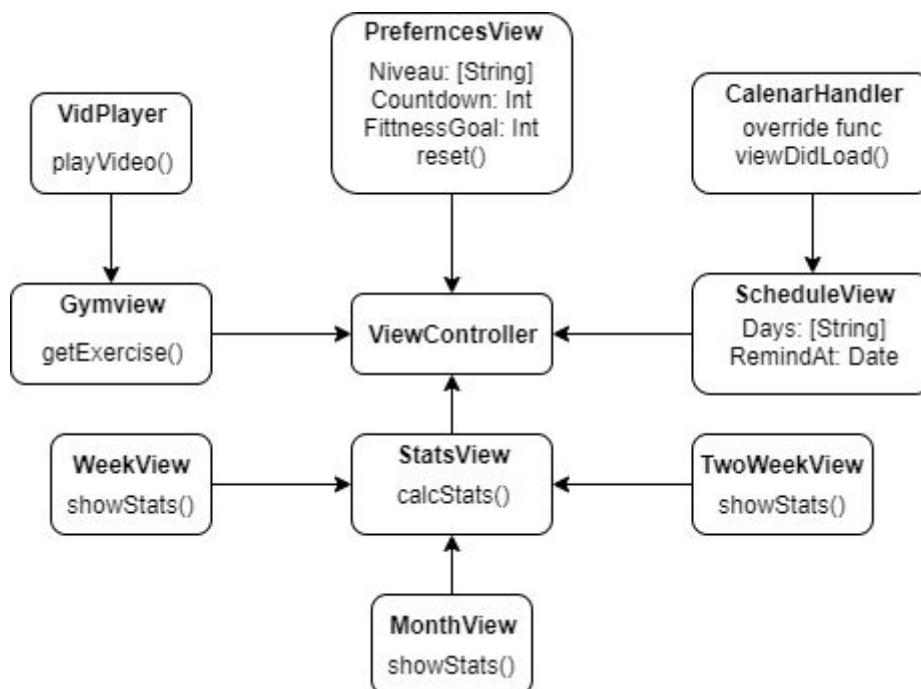 PreferncesView
Niveau: [String]
Countdown: Int
FittnessGoal: Int
reset()
VidPlayer
playVideo()
CalenarHandler
override func
viewDidLoad()
Gymview
getExercise()
ViewController
ScheduleView
Days: [String]
RemindAt: Date
WeekView
showStats()
StatsView
calcStats()
TwoWeekView
showStats()
MonthView
showStats()